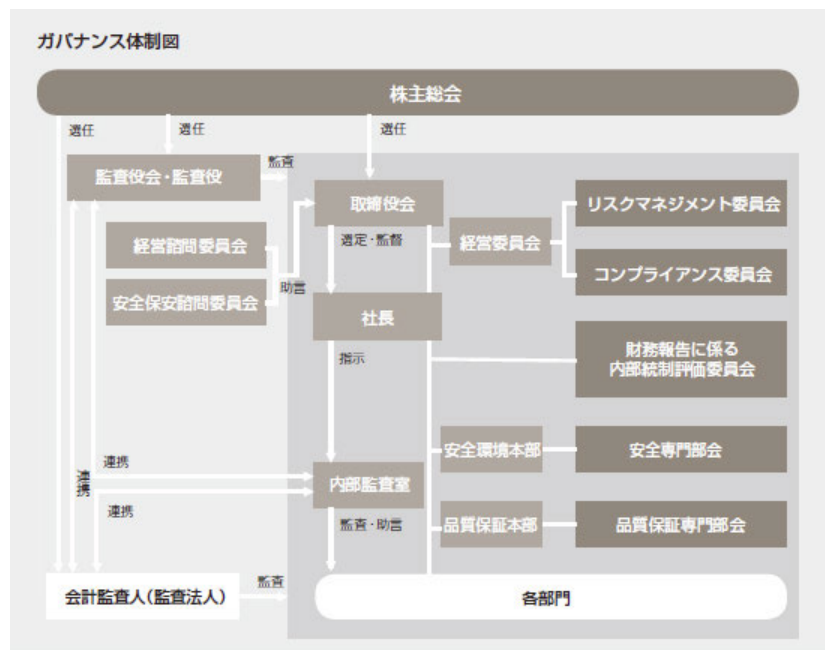 ガバナンス体制図
株主総会
選任
選任
選任
監査役会・監査役
監査
取締役会
リスクマネジメント委員会
経営諮問委員会
選定・監督
経営委員会
コンプライアンス委員会
安全保安諮問委員会
助言
社長
財務報告に係る
内部統制評価委員会
指示
安全環境本部
安全専門部会
連携
連携
内部監査室
連携
監査・助言
品質保証本部
品質保証専門部会
会計監査人(監査法人)
監査
各部門